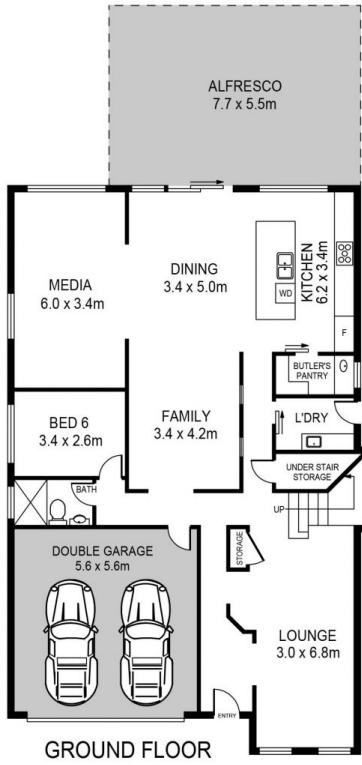 ALFRESCO
7.7 x 5.5m
MEDIA
6.0 x 3.4m
DINING
3.4 x 5.0m
KITCHEN
6.2 x 3.4m
WD
F
BUTLER'S
PANTRY
BED 6
3.4 x 2.6m
FAMILY
3.4 x 4.2m
L'DRY
BATH
UNDER STAIR
STORAGE
UP
DOUBLE GARAGE
5.6 x 5.6m
STORAGE
LOUNGE
3.0 x 6.8m
ENTRY
GROUND FLOOR